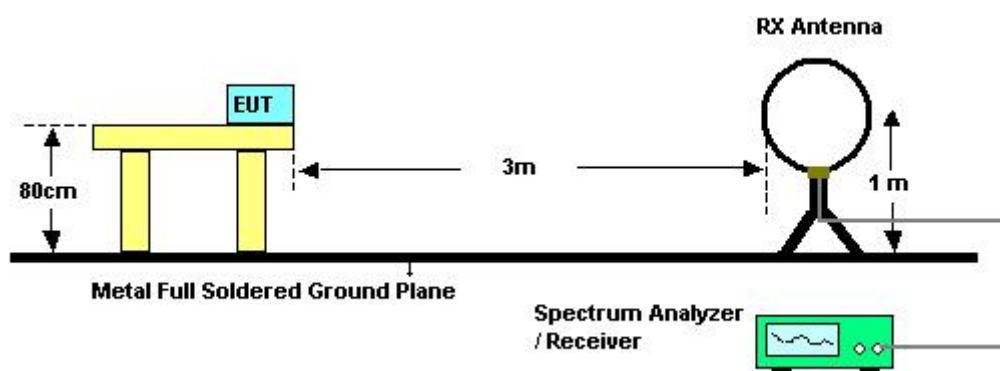 RX Antenna
EUT
3m
80cm
1 m
Metal Full Soldered Ground Plane
Spectrum Analyzer
/ Receiver